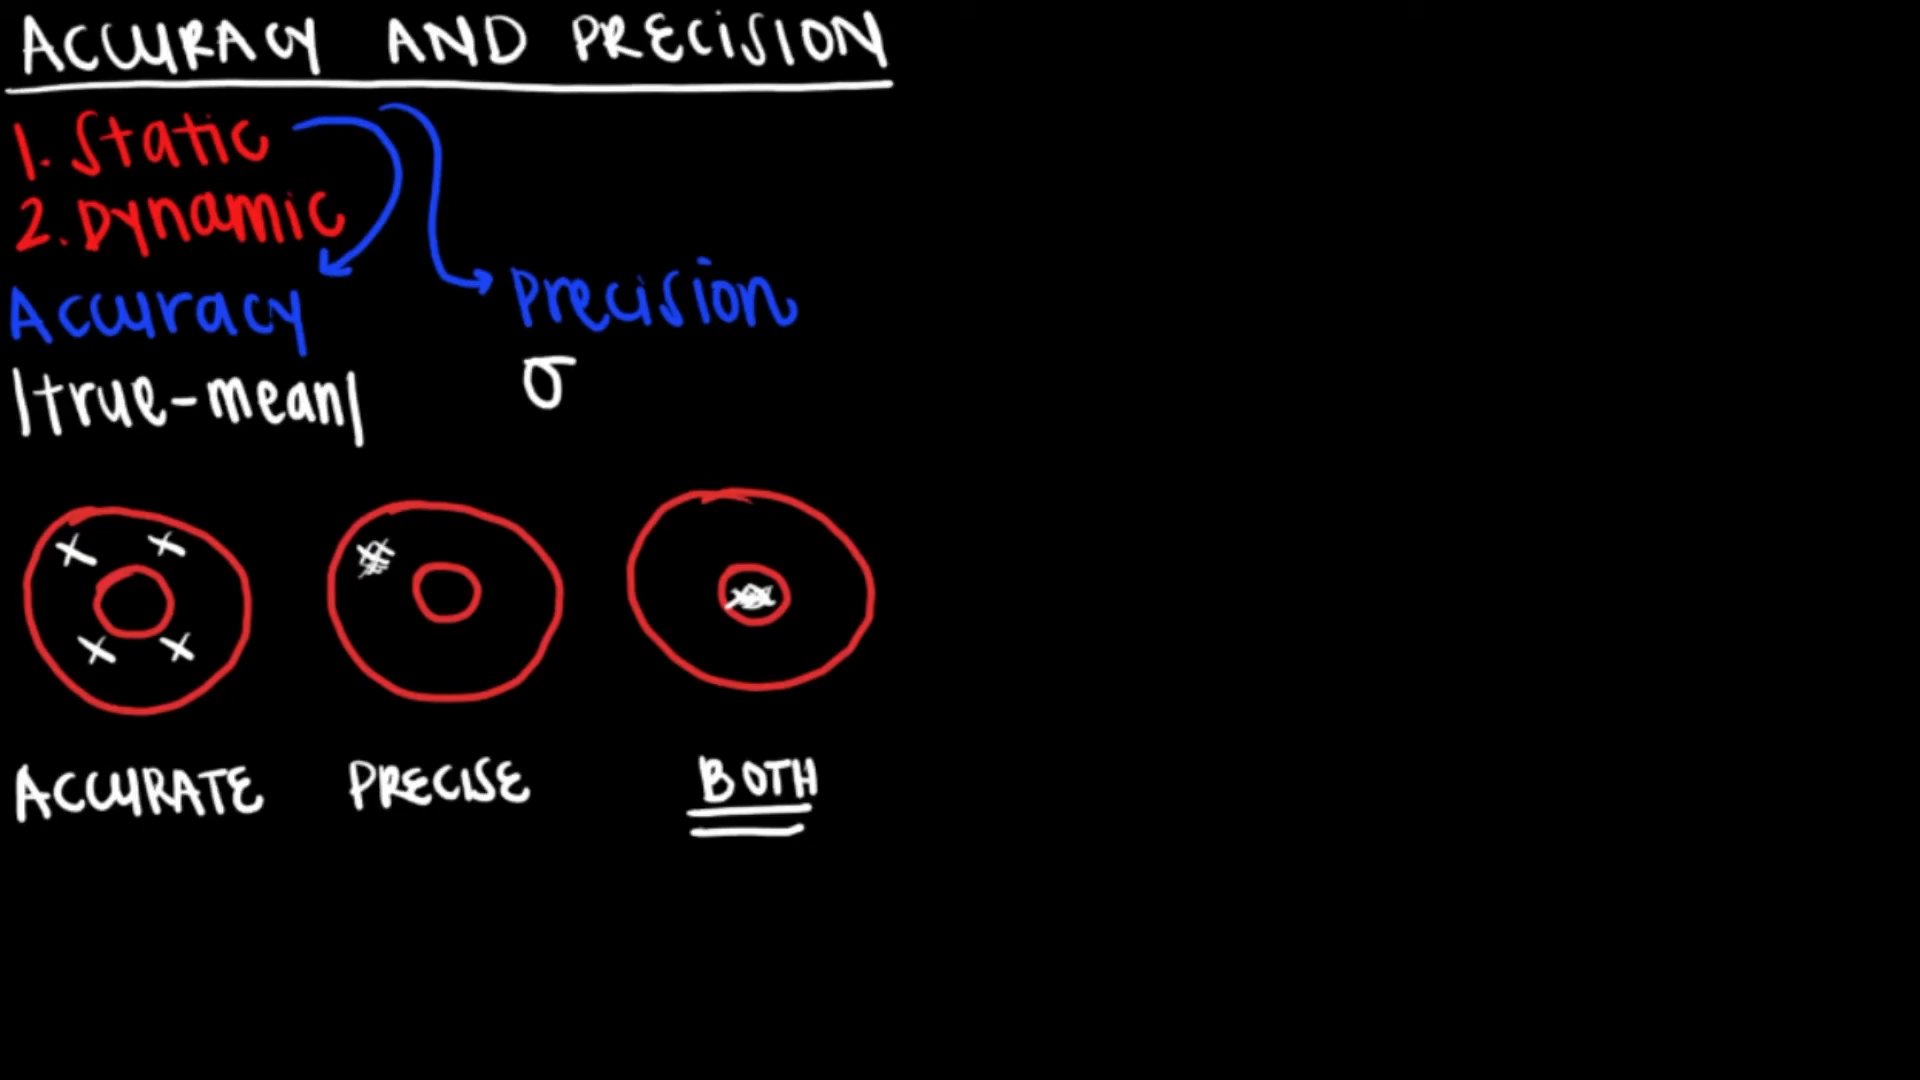 ACCURACY AND PRECISION
1. Static
2. Dynamic
Accuracy
Precision
|true-mean|
σ
ACCURATE
PRECISE
BOTH